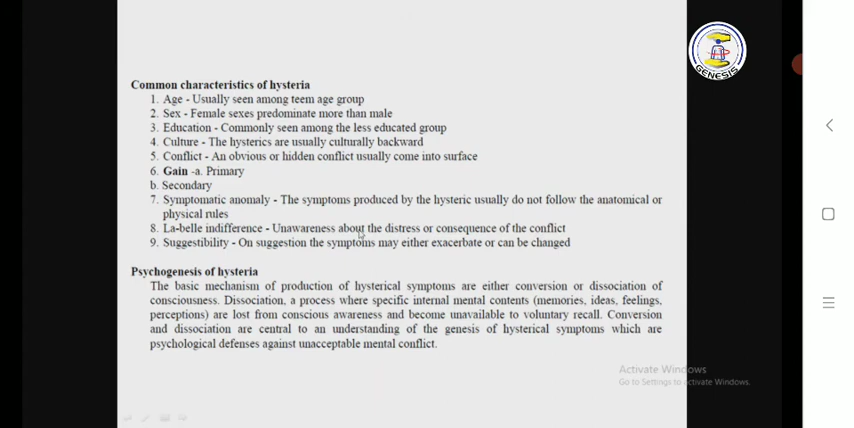 GENESIS
Common characteristics of hysteria
1. Age - Usually seen among teem age group
2. Sex - Female sexes predominate more than male
3. Education - Commonly seen among the less educated group
4. Culture - The hysterics are usually culturally backward
5. Conflict - An obvious or hidden conflict usually come into surface
6. Gain -a. Primary
b. Secondary
7. Symptomatic anomaly - The symptoms produced by the hysteric usually do not follow the anatomical or
physical rules
8. La-belle indifference - Unawareness about the distress or consequence of the conflict
9. Suggestibility - On suggestion the symptoms may either exacerbate or can be changed
Psychogenesis of hysteria
The basic mechanism of production of hysterical symptoms are either conversion or dissociation of
consciousness. Dissociation, a process where specific internal mental contents (memories, ideas, feelings,
perceptions) are lost from conscious awareness and become unavailable to voluntary recall. Conversion
and dissociation are central to an understanding of the genesis of hysterical symptoms which are
psychological defenses against unacceptable mental conflict.
Activate Windows
Go to Settings to activate Windows.